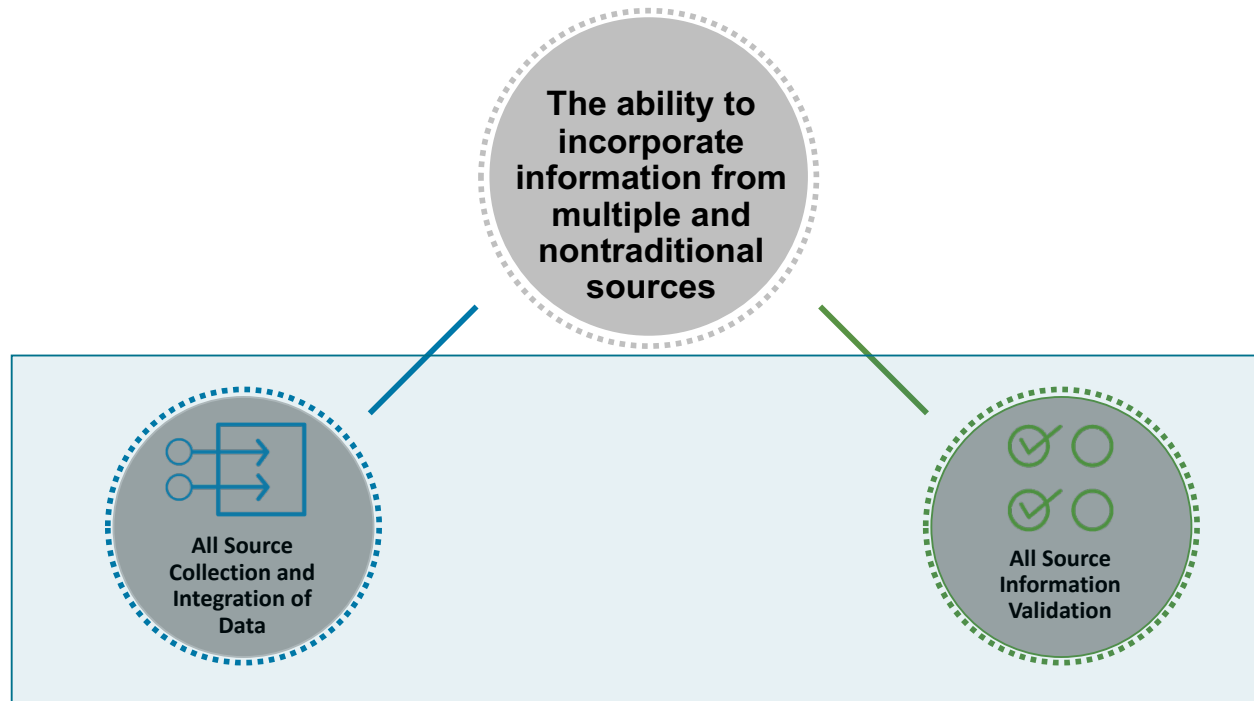 The ability to
incorporate
information from
multiple and
nontraditional
sources
All Source
Collection and
Integration of
Data
All Source
Information
Validation